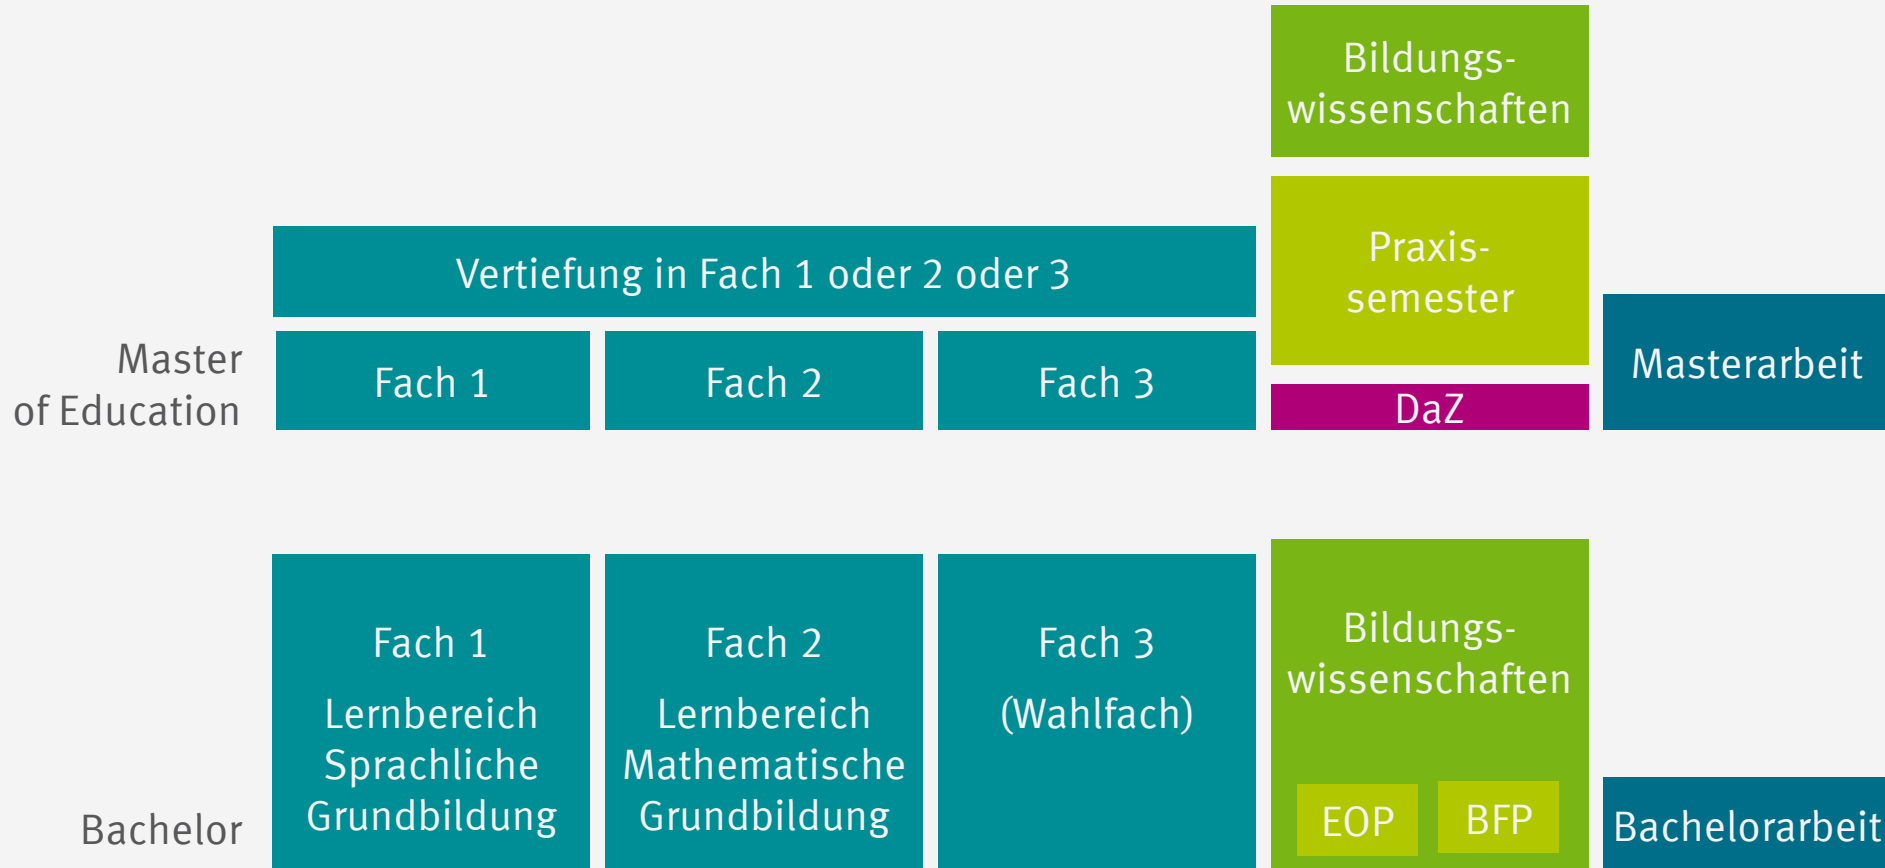 Bildungs-
wissenschaften
Praxis-
semester
Vertiefung in Fach 1 oder 2 oder 3
Master
of Education
Fach 1
Fach 2
Fach 3
DaZ
Masterarbeit
Fach 1
Lernbereich
Sprachliche
Grundbildung
Fach 2
Lernbereich
Mathematische
Grundbildung
Fach 3
(Wahlfach)
Bildungs-
wissenschaften
EOP
BFP
Bachelor
Bachelorarbeit